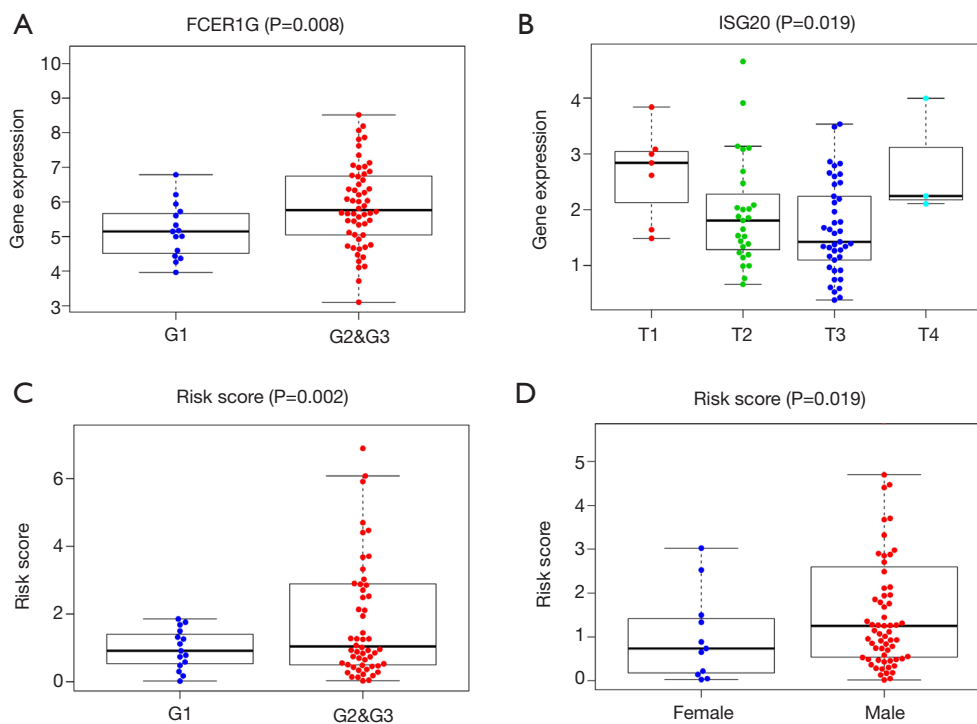 A
FCER1G (P=0.008)
Gene expression
10
9
8
7
6
5
4
3
G1 G2&G3
B
ISG20 (P=0.019)
Gene expression
4
3
2
1
T1 T2 T3 T4
C
Risk score (P=0.002)
Risk score
6
4
2
0
G1 G2&G3
D
Risk score (P=0.019)
Risk score
5
4
3
2
1
0
Female Male